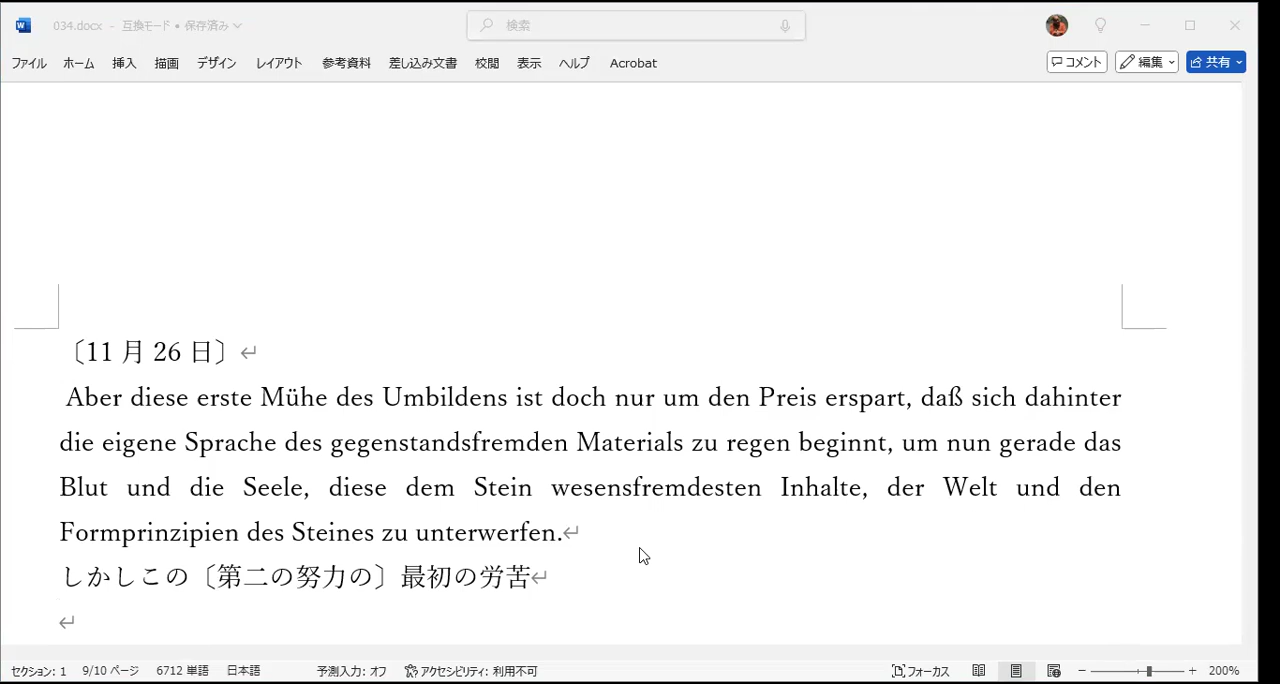 034.docx - 互換モード • 保存済み
検索
ファイル ホーム 挿入 描画 デザイン レイアウト 参考資料 差し込み文書 校閲 表示 ヘルプ Acrobat コメント 編集 共有
〔11 月 26 日〕
Aber diese erste Mühe des Umbildens ist doch nur um den Preis erspart, daß sich dahinter
die eigene Sprache des gegenstandsfremden Materials zu regen beginnt, um nun gerade das
Blut und die Seele, diese dem Stein wesensfremdesten Inhalte, der Welt und den
Formprinzipien des Steines zu unterwerfen.
しかしこの〔第二の努力の〕最初の労苦
セクション: 1 9/10 ページ 6712 単語 日本語 予測入力: オフ アクセシビリティ: 利用不可 フォーカス 200%